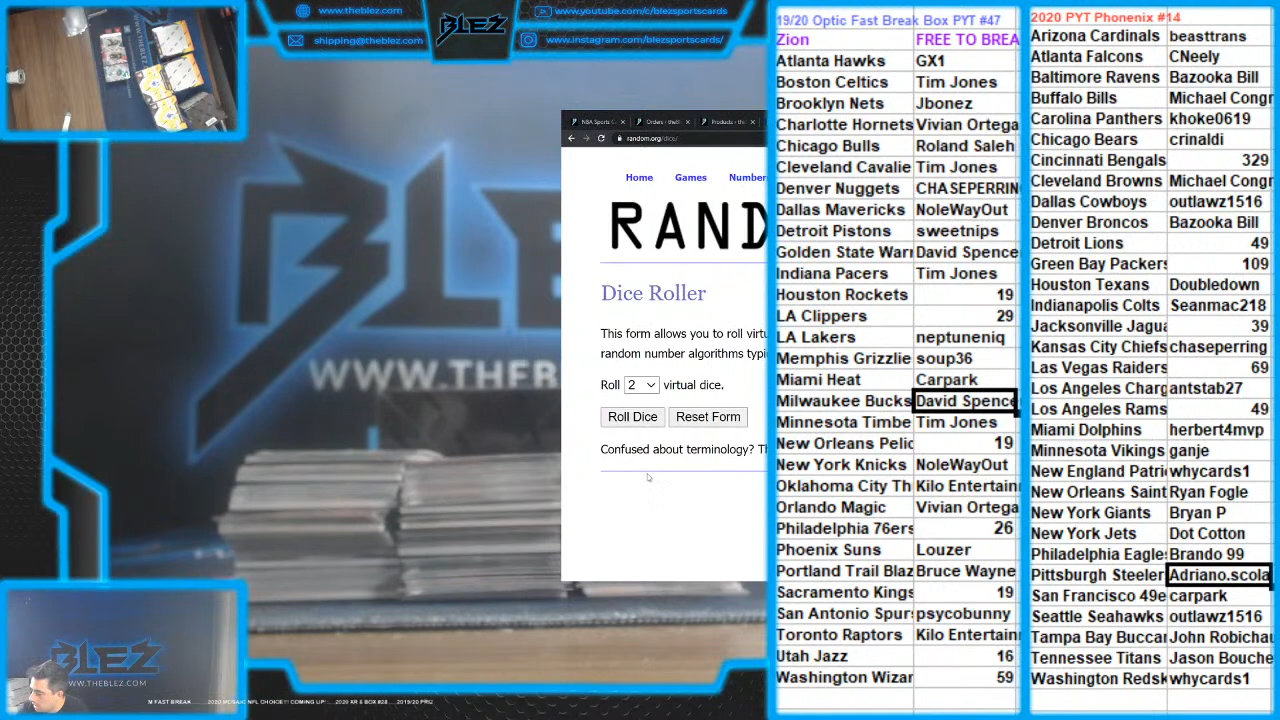 www.theblez.com
shipping@theblez.com
BLEZ
www.youtube.com/c/blezsportscards
www.instagram.com/blezsportscards/
NBA Sports C
random.org/dice/
Home Games Number
RAND
Dice Roller
This form allows you to roll virtu
random number algorithms typi
Roll 2 virtual dice.
Roll Dice Reset Form
Confused about terminology? Th
BLEZ
WWW.THEB
BLEZ
WWW.THEBLEZ.COM
19/20 Optic Fast Break Box PYT #47
Zion FREE TO BREA
Atlanta Hawks GX1
Boston Celtics Tim Jones
Brooklyn Nets Jbonez
Charlotte Hornets Vivian Ortega
Chicago Bulls Roland Saleh
Cleveland Cavalie Tim Jones
Denver Nuggets CHASEPERRIN
Dallas Mavericks NoleWayOut
Detroit Pistons sweetnips
Golden State Warr David Spence
Indiana Pacers Tim Jones
Houston Rockets 19
LA Clippers 29
LA Lakers neptuneniq
Memphis Grizzlie soup36
Miami Heat Carpark
Milwaukee Bucks David Spence
Minnesota Timbe Tim Jones
New Orleans Pelic 19
New York Knicks NoleWayOut
Oklahoma City Th Kilo Entertain
Orlando Magic Vivian Ortega
Philadelphia 76ers 26
Phoenix Suns Louzer
Portland Trail Blaz Bruce Wayne
Sacramento Kings 19
San Antonio Spurs psycobunny
Toronto Raptors Kilo Entertain
Utah Jazz 16
Washington Wizar 59
2020 PYT Phonenix #14
Arizona Cardinals beasttrans
Atlanta Falcons CNeely
Baltimore Ravens Bazooka Bill
Buffalo Bills Michael Congr
Carolina Panthers khoke0619
Chicago Bears crinaldi
Cincinnati Bengals 329
Cleveland Browns Michael Congr
Dallas Cowboys outlawz1516
Denver Broncos Bazooka Bill
Detroit Lions 49
Green Bay Packers 109
Houston Texans Doubledown
Indianapolis Colts Seanmac218
Jacksonville Jagua 39
Kansas City Chiefs chaseperring
Las Vegas Raiders 69
Los Angeles Charg antstab27
Los Angeles Rams 49
Miami Dolphins herbert4mvp
Minnesota Vikings ganje
New England Patri whycards1
New Orleans Saint Ryan Fogle
New York Giants Bryan P
New York Jets Dot Cotton
Philadelphia Eagle Brando 99
Pittsburgh Steeler Adriano.scola
San Francisco 49e carpark
Seattle Seahawks outlawz1516
Tampa Bay Buccar John Robichau
Tennessee Titans Jason Bouche
Washington Redsk whycards1